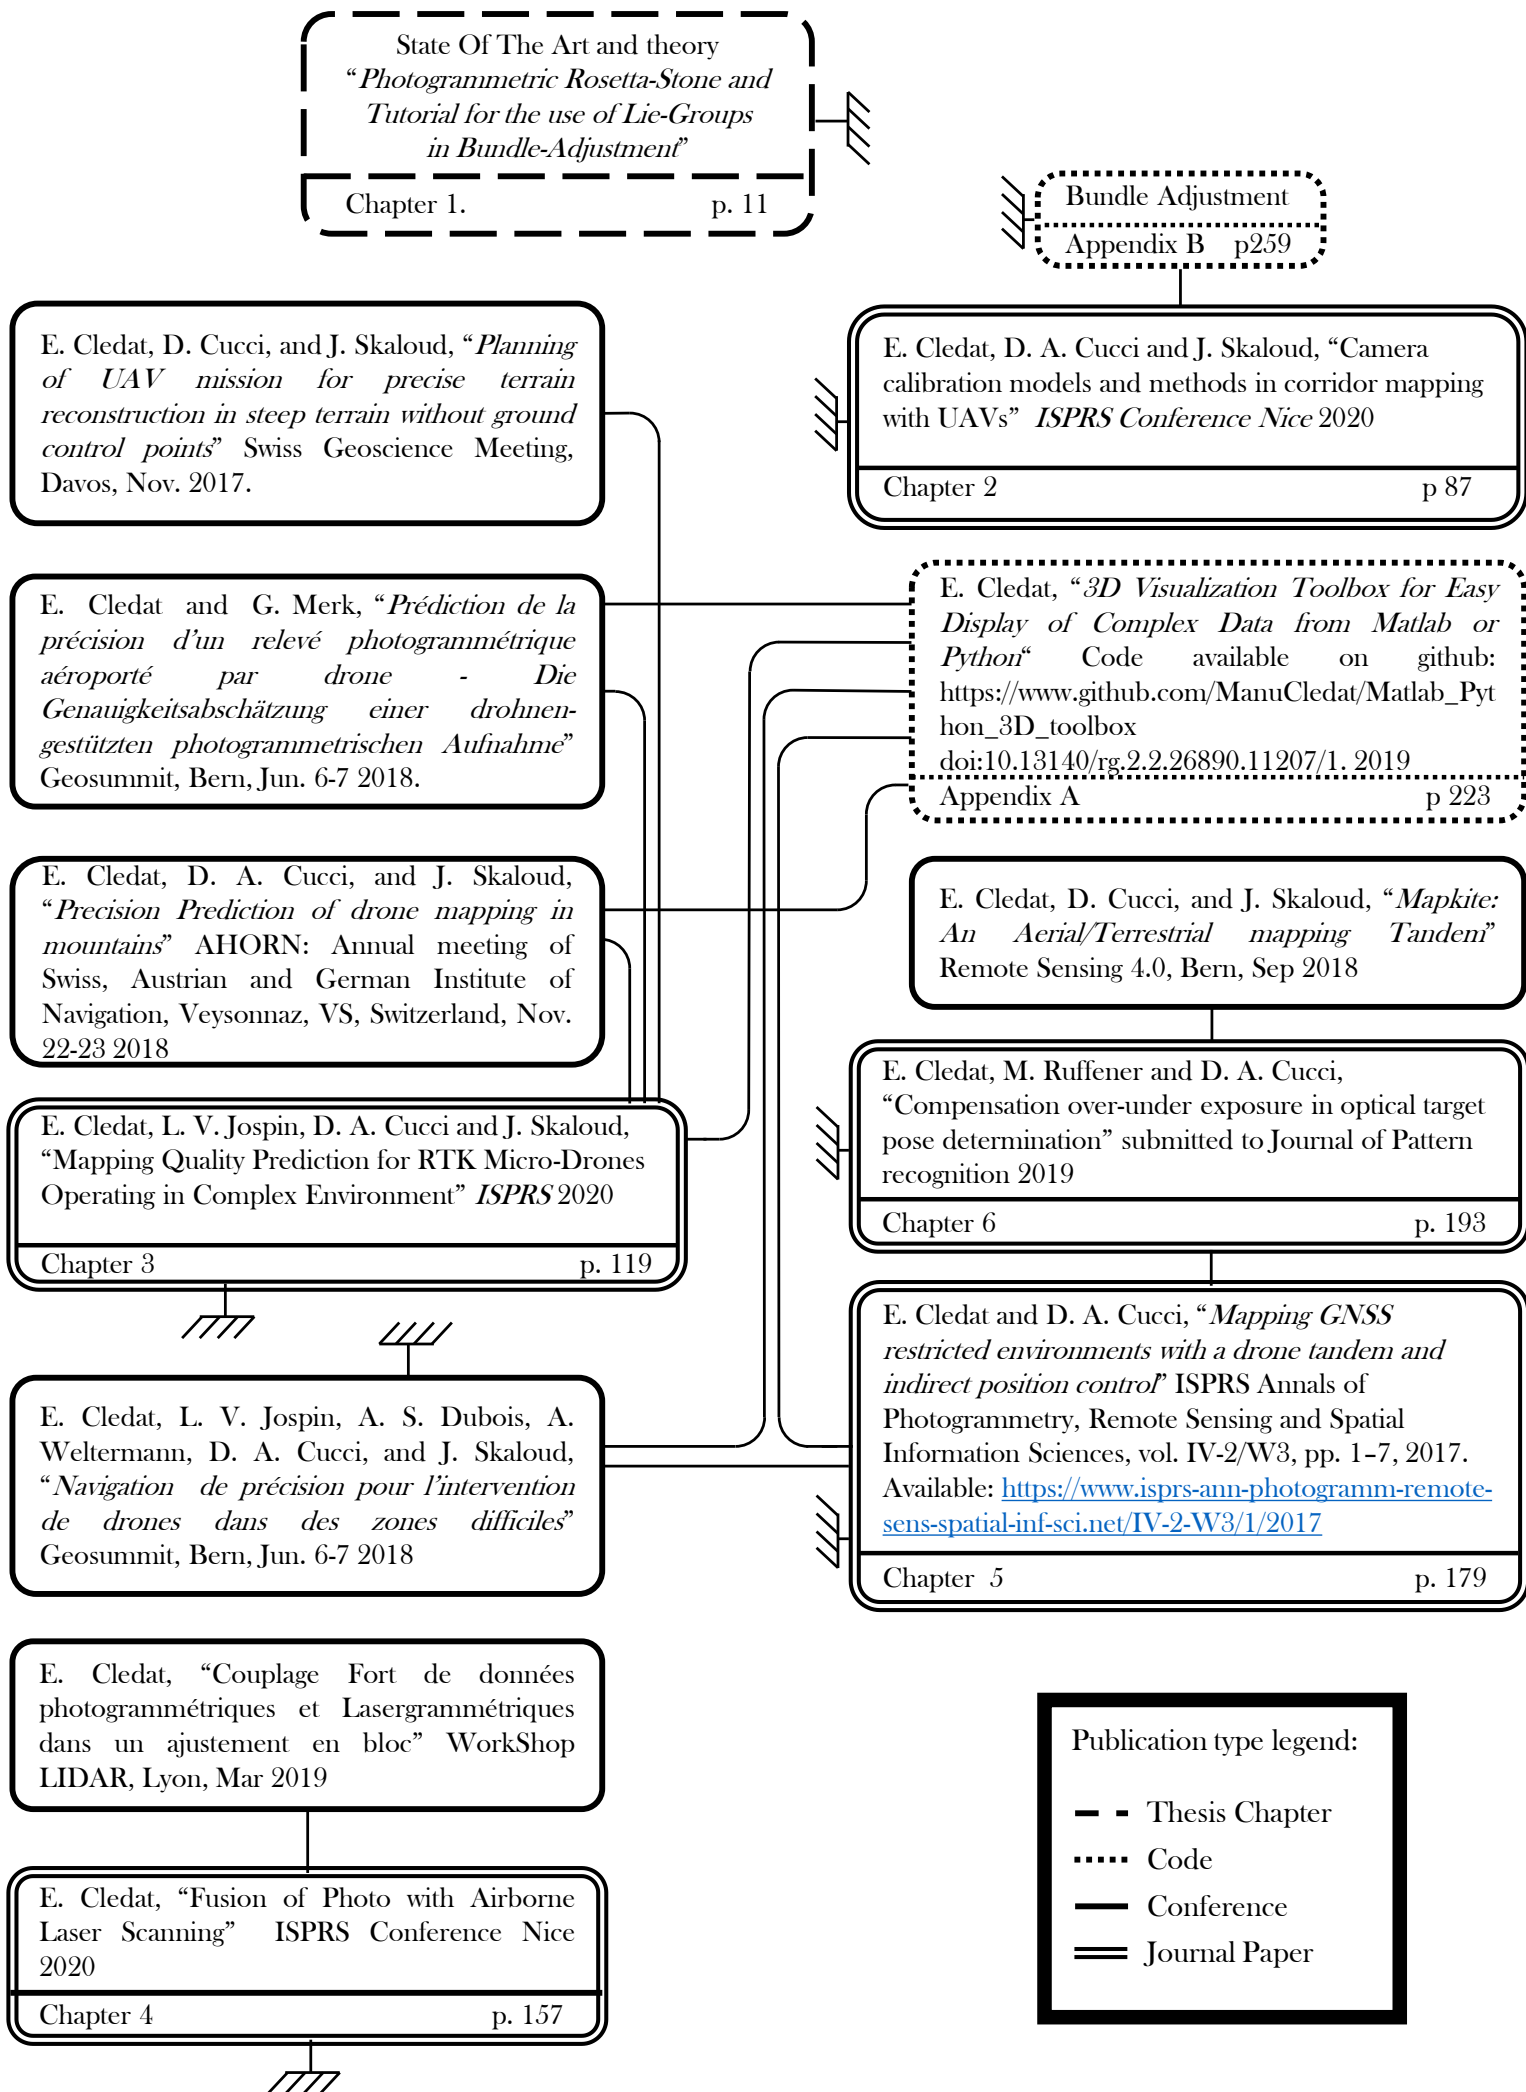 State Of The Art and theory
“Photogrammetric Rosetta-Stone and
Tutorial for the use of Lie-Groups
in Bundle-Adjustment”
Chapter 1. p. 11
Bundle Adjustment
Appendix B p259
E. Cledat, D. Cucci, and J. Skaloud, “Planning
of UAV mission for precise terrain
reconstruction in steep terrain without ground
control points” Swiss Geoscience Meeting,
Davos, Nov. 2017.
E. Cledat, D. A. Cucci and J. Skaloud, “Camera
calibration models and methods in corridor mapping
with UAVs” ISPRS Conference Nice 2020
Chapter 2 p 87
E. Cledat and G. Merk, “Prédiction de la
précision d’un relevé photogrammétrique
aéroporté par drone - Die
Genauigkeitsabschätzung einer drohnen-
gestützten photogrammetrischen Aufnahme”
Geosummit, Bern, Jun. 6-7 2018.
E. Cledat, “3D Visualization Toolbox for Easy
Display of Complex Data from Matlab or
Python“ Code available on github:
https://www.github.com/ManuCledat/Matlab_Pyt
hon_3D_toolbox
doi:10.13140/rg.2.2.26890.11207/1. 2019
Appendix A p 223
E. Cledat, D. A. Cucci, and J. Skaloud,
“Precision Prediction of drone mapping in
mountains” AHORN: Annual meeting of
Swiss, Austrian and German Institute of
Navigation, Veysonnaz, VS, Switzerland, Nov.
22-23 2018
E. Cledat, D. Cucci, and J. Skaloud, “Mapkite:
An Aerial/Terrestrial mapping Tandem”
Remote Sensing 4.0, Bern, Sep 2018
E. Cledat, L. V. Jospin, D. A. Cucci and J. Skaloud,
“Mapping Quality Prediction for RTK Micro-Drones
Operating in Complex Environment” ISPRS 2020
Chapter 3 p. 119
E. Cledat, M. Ruffener and D. A. Cucci,
“Compensation over-under exposure in optical target
pose determination” submitted to Journal of Pattern
recognition 2019
Chapter 6 p. 193
E. Cledat, L. V. Jospin, A. S. Dubois, A.
Weltermann, D. A. Cucci, and J. Skaloud,
“Navigation de précision pour l’intervention
de drones dans des zones difficiles”
Geosummit, Bern, Jun. 6-7 2018
E. Cledat and D. A. Cucci, “Mapping GNSS
restricted environments with a drone tandem and
indirect position control” ISPRS Annals of
Photogrammetry, Remote Sensing and Spatial
Information Sciences, vol. IV-2/W3, pp. 1–7, 2017.
Available: https://www.isprs-ann-photogramm-remote-
sens-spatial-inf-sci.net/IV-2-W3/1/2017
Chapter 5 p. 179
E. Cledat, “Couplage Fort de données
photogrammétriques et Lasergrammétriques
dans un ajustement en bloc” WorkShop
LIDAR, Lyon, Mar 2019
E. Cledat, “Fusion of Photo with Airborne
Laser Scanning” ISPRS Conference Nice
2020
Chapter 4 p. 157
Publication type legend:
Thesis Chapter
Code
Conference
Journal Paper